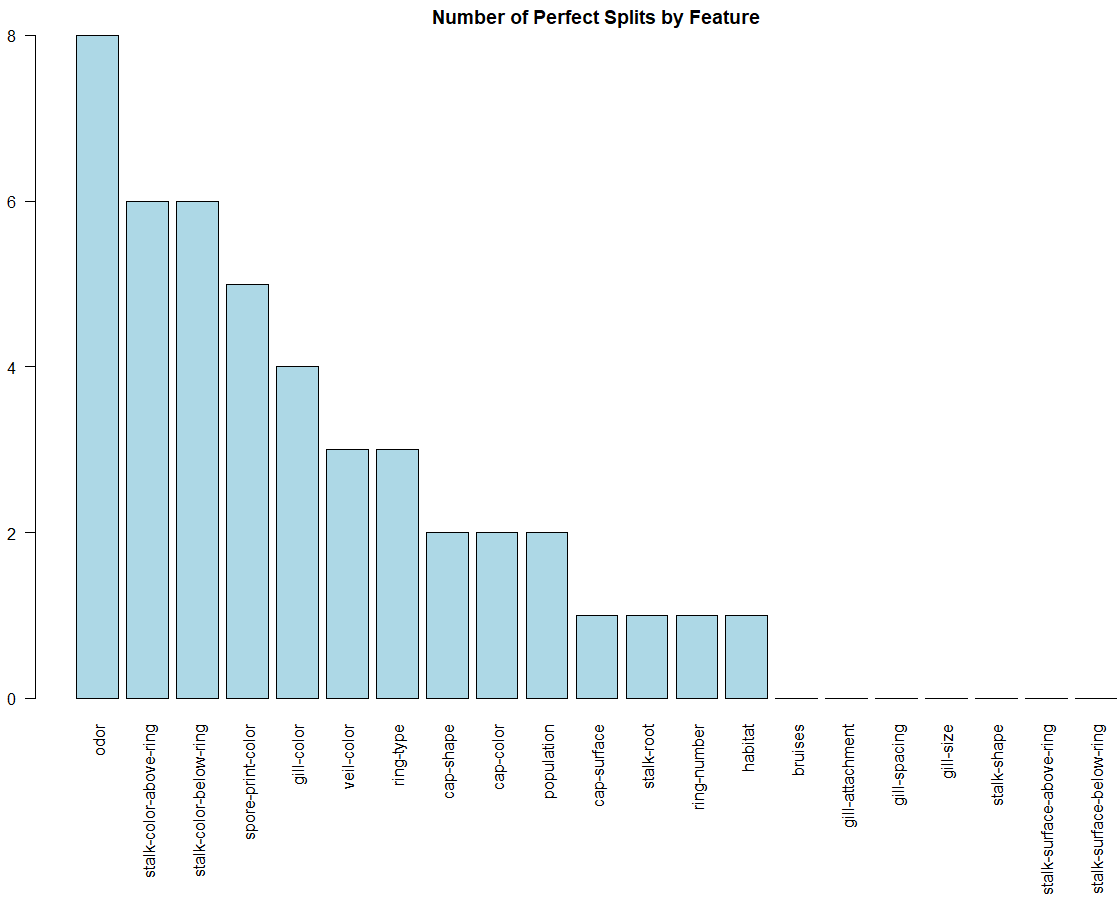 Number of Perfect Splits by Feature
8
6
4
2
0
odor
stalk-color-above-ring
stalk-color-below-ring
spore-print-color
gill-color
veil-color
ring-type
cap-shape
cap-color
population
cap-surface
stalk-root
ring-number
habitat
bruises
gill-attachment
gill-spacing
gill-size
stalk-shape
stalk-surface-above-ring
stalk-surface-below-ring